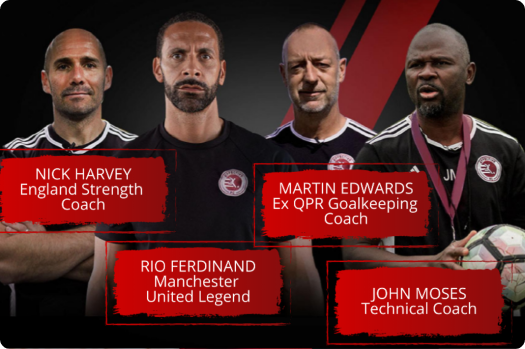 NICK HARVEY
England Strength
Coach
RIO FERDINAND
Manchester
United Legend
MARTIN EDWARDS
Ex QPR Goalkeeping
Coach
JM
JOHN MOSES
Technical Coach